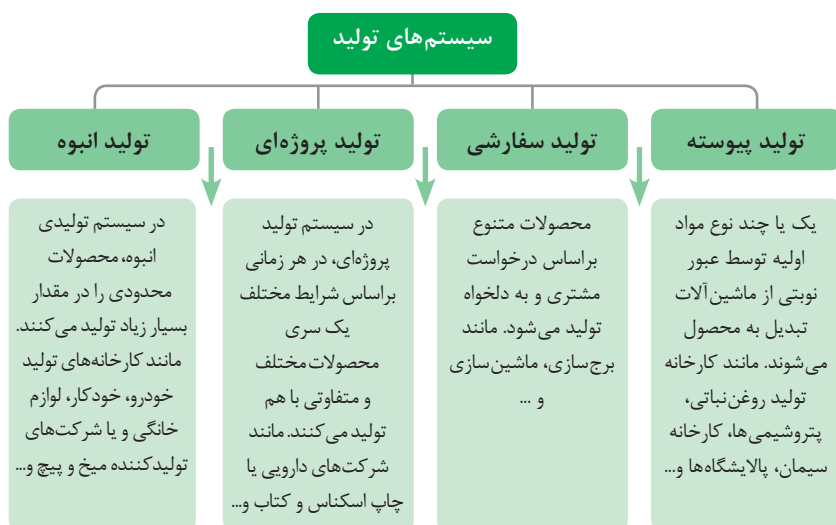 سیستم‌های تولید
تولید پیوسته
یک یا چند نوع مواد
اولیه توسط عبور
نوبتی از ماشین‌آلات
تبدیل به محصول
می‌شوند. مانند کارخانه
تولید روغن‌نباتی،
پتروشیمی‌ها، کارخانه
سیمان، پالایشگاه‌ها و...
تولید سفارشی
محصولات متنوع
براساس درخواست
مشتری و به دلخواه
تولید می‌شود. مانند
برج‌سازی، ماشین‌سازی
و ...
تولید پروژه‌ای
در سیستم تولید
پروژه‌ای، در هر زمانی
براساس شرایط مختلف
یک سری
محصولات مختلف
و متفاوتی با هم
تولید می‌کنند. مانند
شرکت‌های دارویی یا
چاپ اسکناس و کتاب و...
تولید انبوه
در سیستم تولیدی
انبوه، محصولات
محدودی را در مقدار
بسیار زیاد تولید می‌کنند.
مانند کارخانه‌های تولید
خودرو، خودکار، لوازم
خانگی و یا شرکت‌های
تولیدکننده میخ و پیچ و...